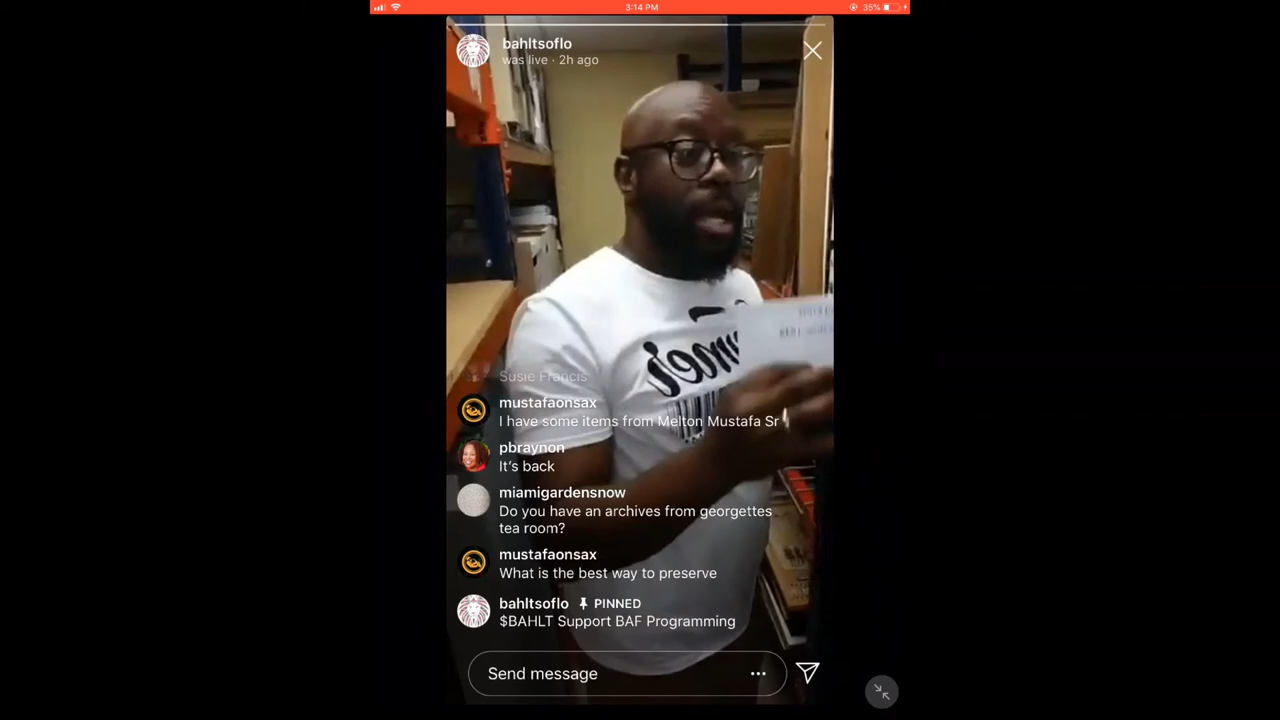 3:14 PM
35%
bahltsoflo
was live · 2h ago
Susie Francis
mustafaonsax
I have some items from Melton Mustafa Sr
pbraynon
It's back
miamigardensnow
Do you have an archives from georgettes
tea room?
mustafaonsax
What is the best way to preserve
bahltsoflo PINNED
$BAHLT Support BAF Programming
Send message